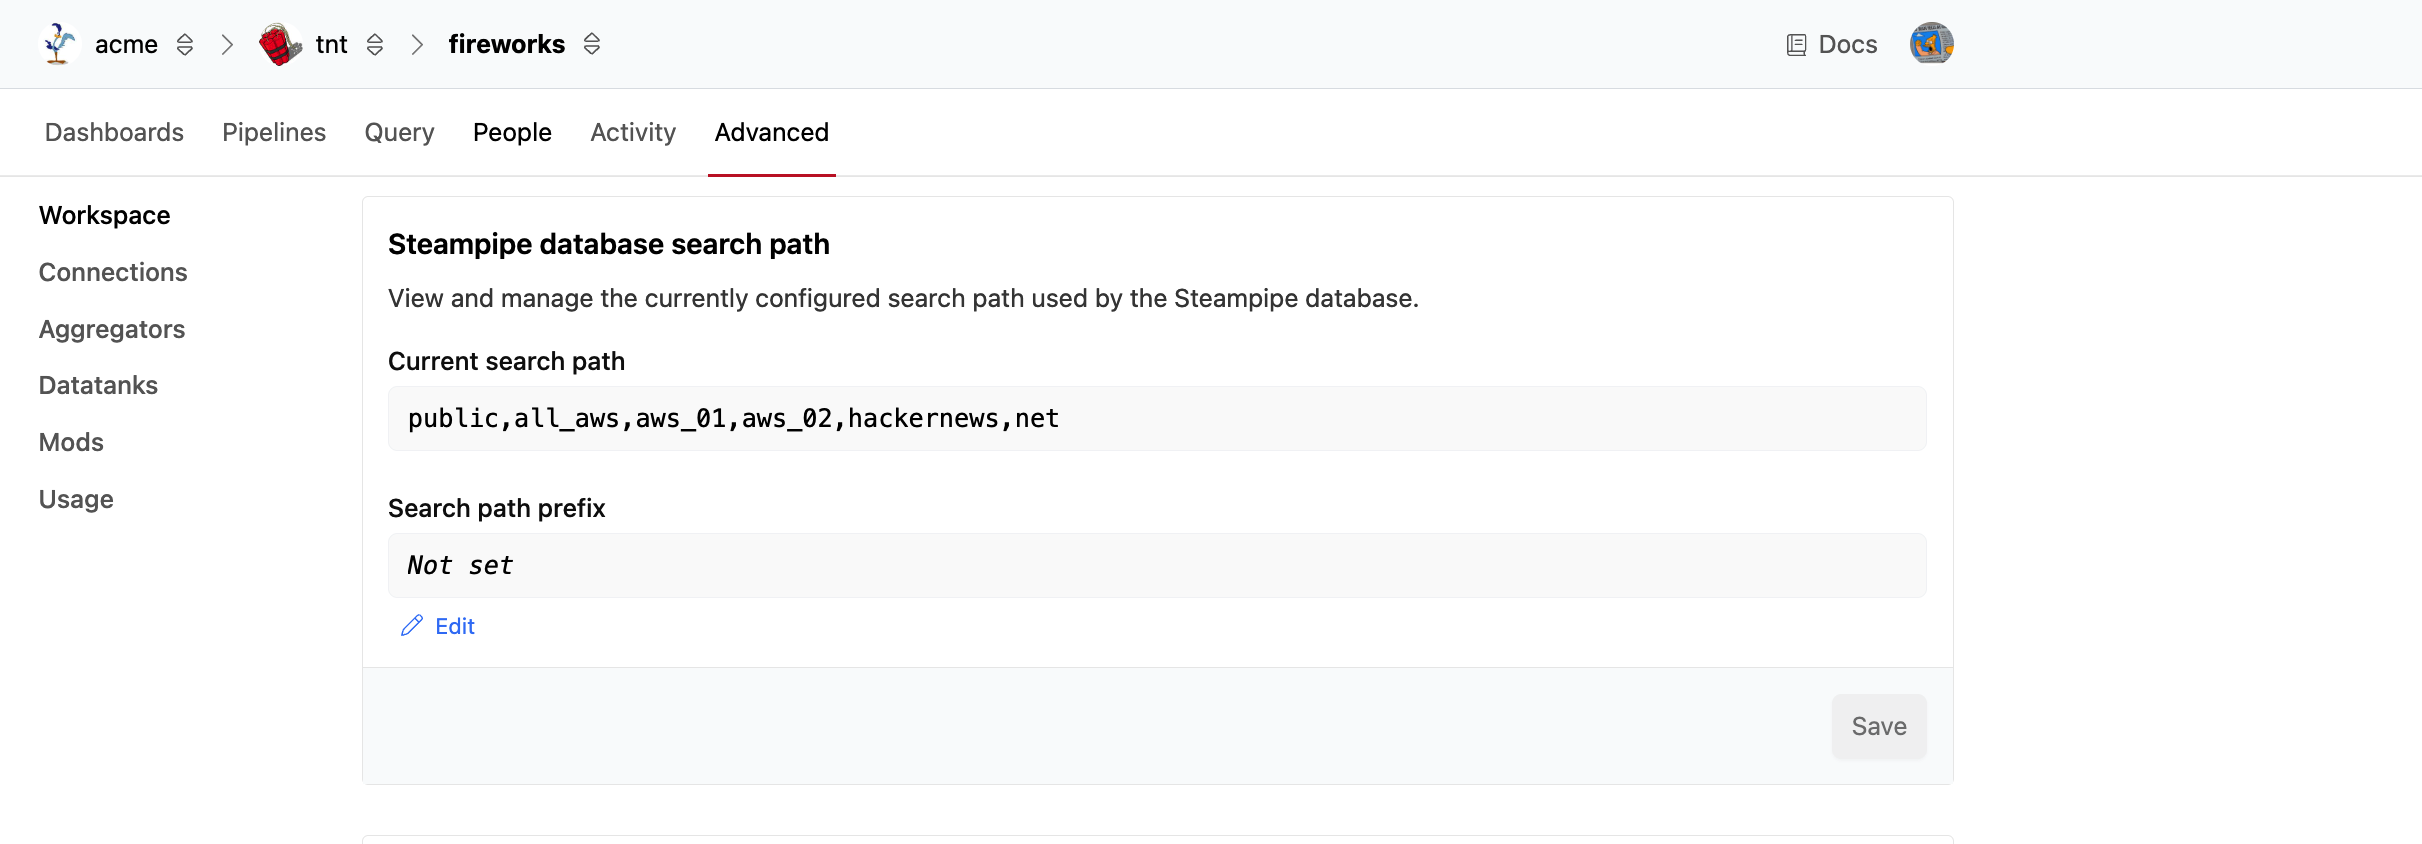 acme tnt fireworks Docs
Dashboards Pipelines Query People Activity Advanced
Workspace
Connections
Aggregators
Datatanks
Mods
Usage
Steampipe database search path
View and manage the currently configured search path used by the Steampipe database.
Current search path
public,all_aws,aws_01,aws_02,hackernews,net
Search path prefix
Not set
Edit
Save